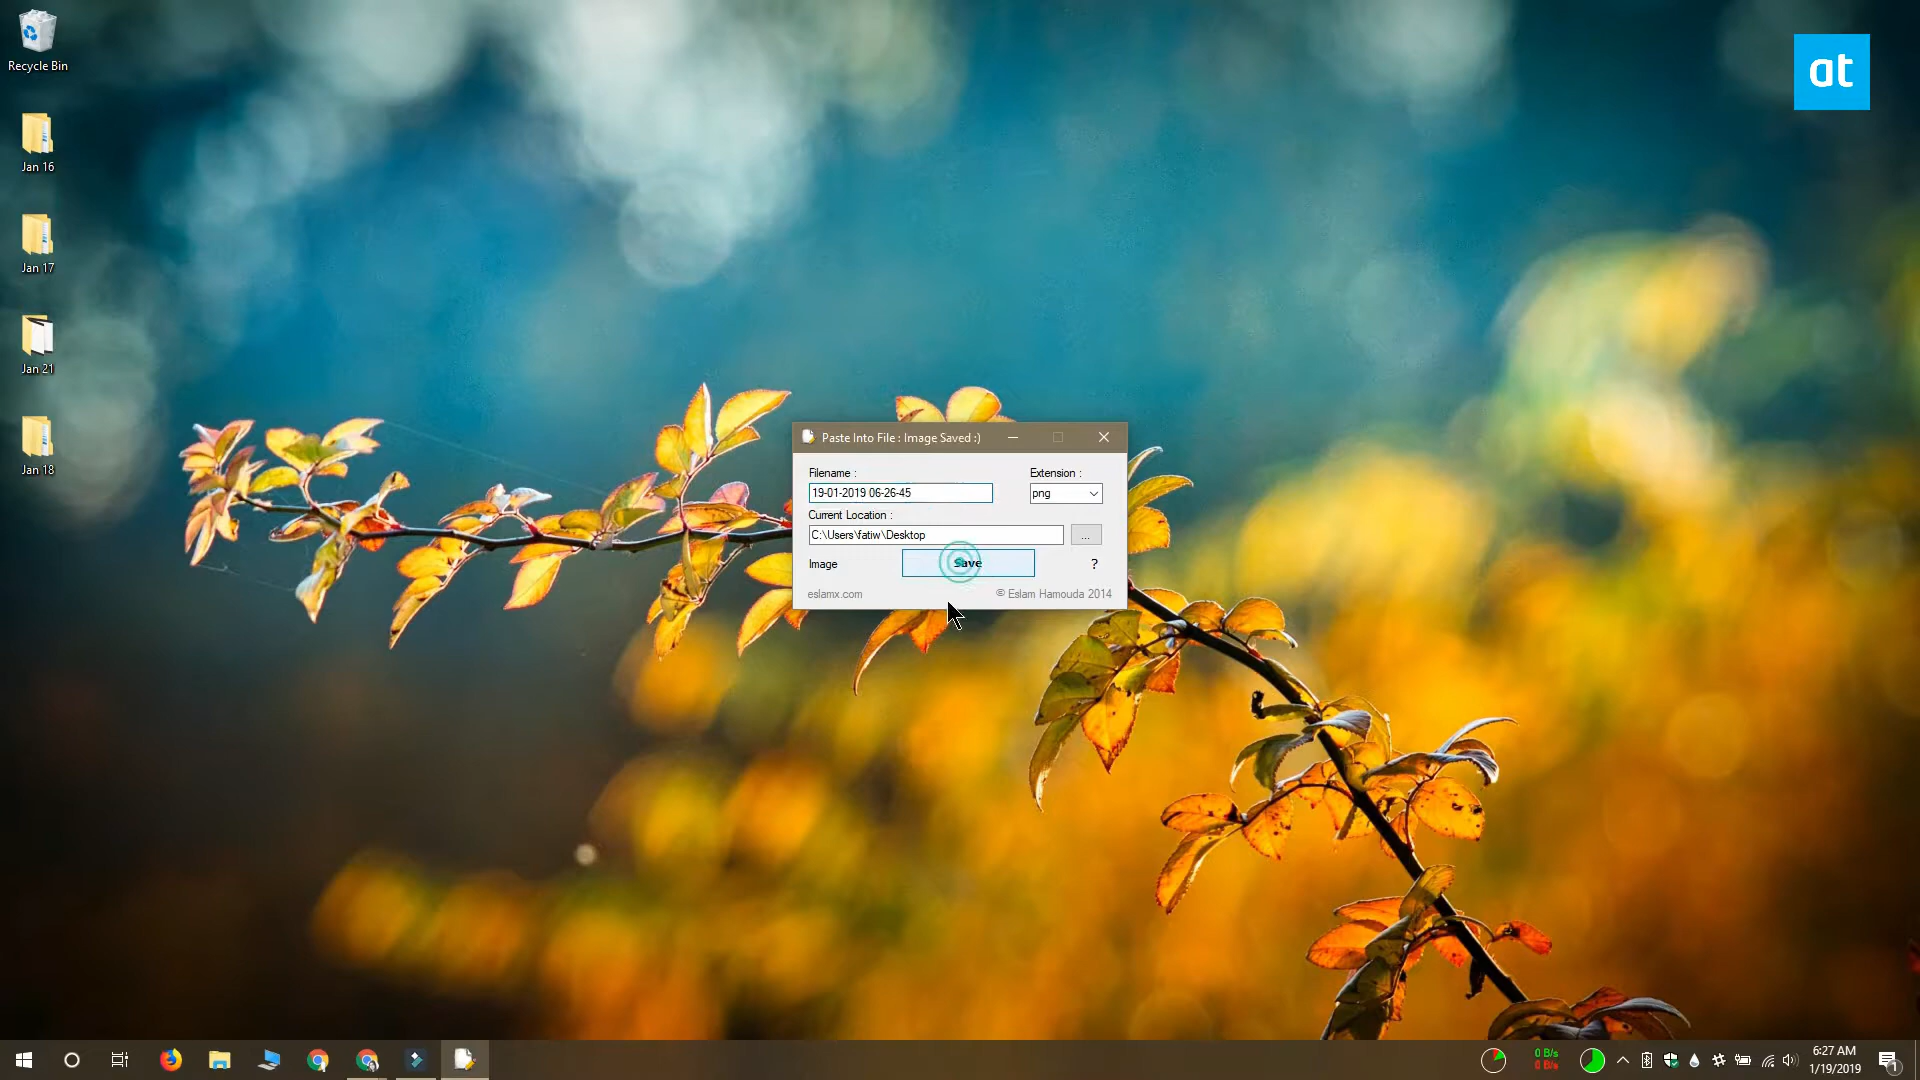 Recycle Bin
Jan 16
Jan 17
Jan 21
Jan 18
at
Paste Into File : Image Saved :)
Filename :
Extension :
19-01-2019 06-26-45
png
Current Location :
C:\Users\fatiw\Desktop
...
Image
Save
?
eslamx.com
© Eslam Hamouda 2014
0 B/s
0 B/s
6:27 AM
1/19/2019
1